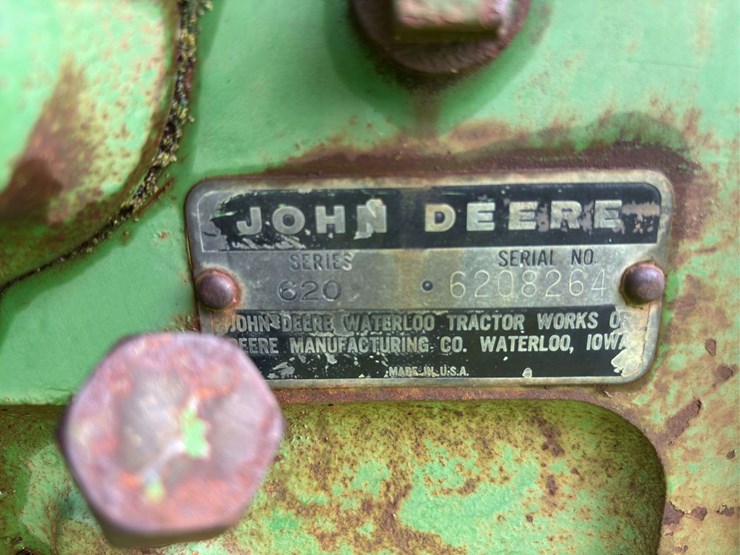 JOHN DEERE
SERIES SERIAL NO.
620 • 6208264
JOHN DEERE WATERLOO TRACTOR WORKS OF
DEERE MANUFACTURING CO. WATERLOO, IOWA
MADE IN U.S.A.